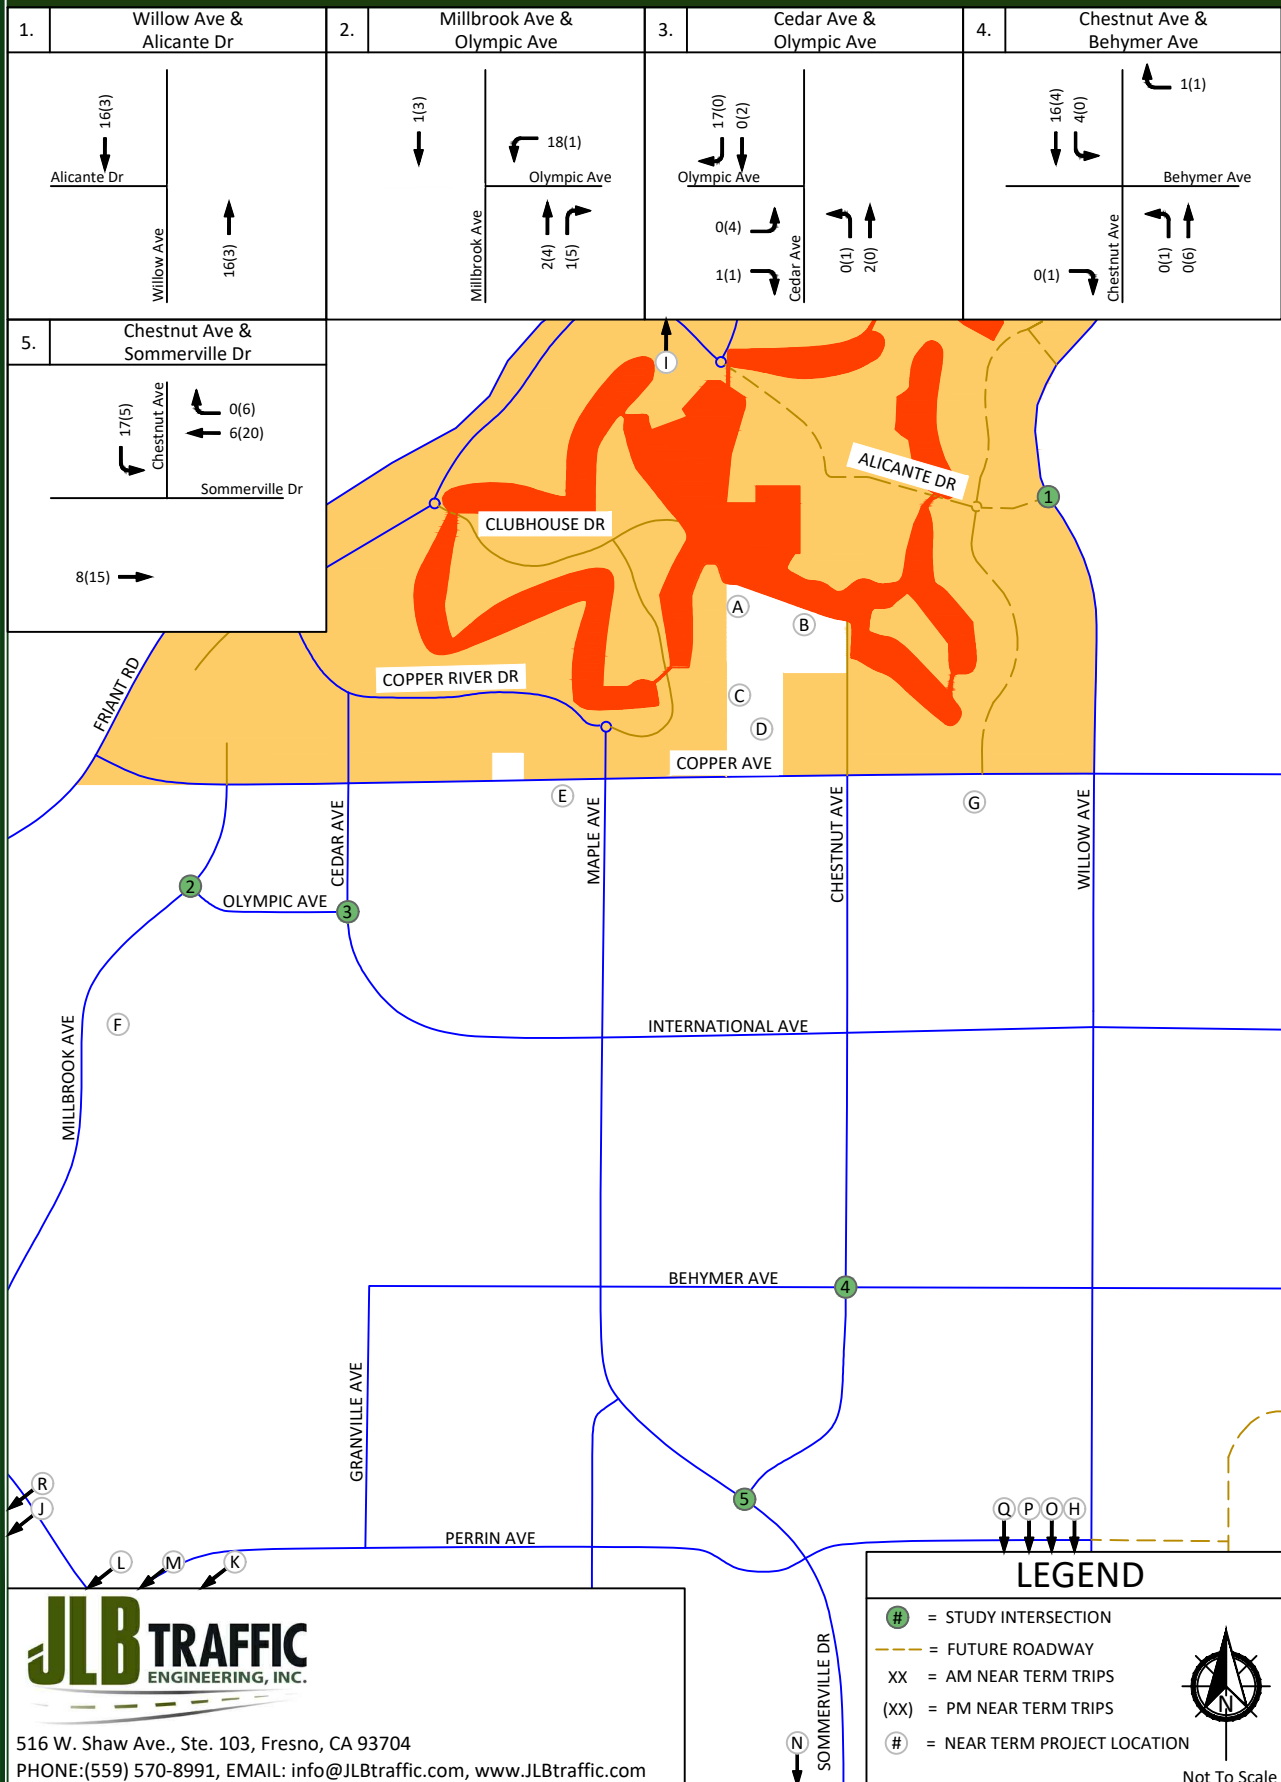 1.
Willow Ave &
Alicante Dr
2.
Millbrook Ave &
Olympic Ave
3.
Cedar Ave &
Olympic Ave
4.
Chestnut Ave &
Behymer Ave
16(3)
Alicante Dr
Willow Ave
16(3)
1(3)
18(1)
Olympic Ave
Millbrook Ave
2(4)
1(5)
17(0)
0(2)
Olympic Ave
0(4)
1(1)
Cedar Ave
0(1)
2(0)
16(4)
4(0)
1(1)
Behymer Ave
0(1)
Chestnut Ave
0(1)
0(6)
5.
Chestnut Ave &
Sommerville Dr
17(5)
Chestnut Ave
0(6)
6(20)
Sommerville Dr
8(15)
I
ALICANTE DR
1
CLUBHOUSE DR
A
B
COPPER RIVER DR
FRIANT RD
C
D
COPPER AVE
E
G
CEDAR AVE
MAPLE AVE
CHESTNUT AVE
WILLOW AVE
2
OLYMPIC AVE
3
F
MILLBROOK AVE
INTERNATIONAL AVE
BEHYMER AVE
4
GRANVILLE AVE
R
J
5
Q
P
O
H
PERRIN AVE
L
M
K
LEGEND
# = STUDY INTERSECTION
= FUTURE ROADWAY
XX = AM NEAR TERM TRIPS
(XX) = PM NEAR TERM TRIPS
# = NEAR TERM PROJECT LOCATION
N
Not To Scale
SOMMERVILLE DR
N
JLB TRAFFIC
ENGINEERING, INC.
516 W. Shaw Ave., Ste. 103, Fresno, CA 93704
PHONE:(559) 570-8991, EMAIL: info@JLBtraffic.com, www.JLBtraffic.com